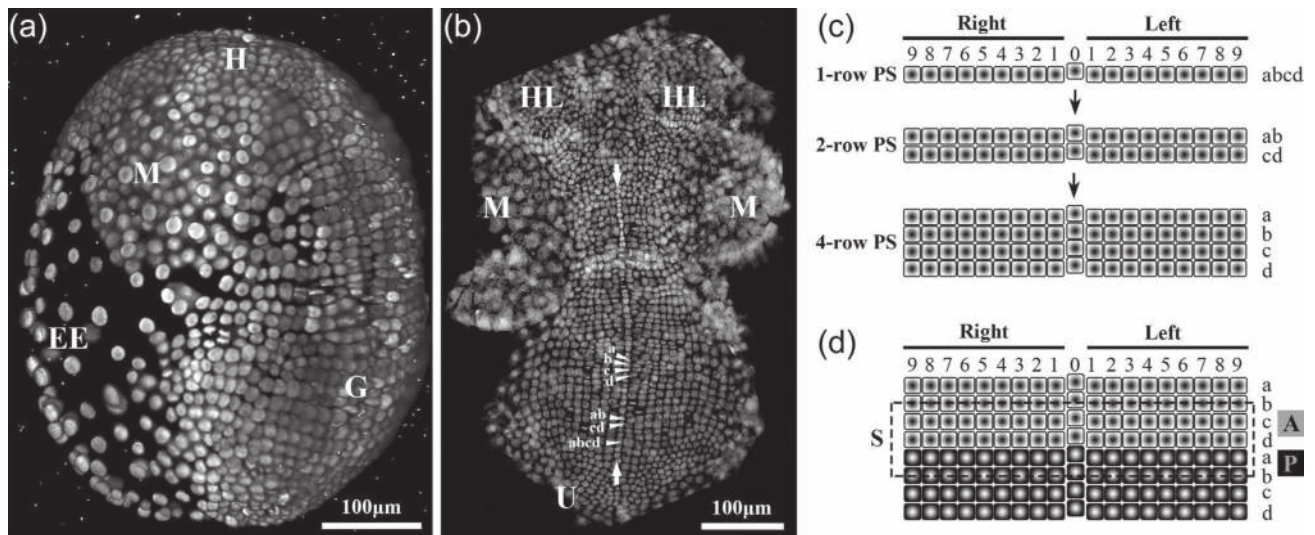 (a)
H
M
EE
G
100µm
(b)
HL HL
M M
a
b
c
d
ab
cd
abcd
U
100µm
(c)
Right Left
9 8 7 6 5 4 3 2 1 0 1 2 3 4 5 6 7 8 9
1-row PS abcd
2-row PS ab
cd
4-row PS a
b
c
d
(d)
Right Left
9 8 7 6 5 4 3 2 1 0 1 2 3 4 5 6 7 8 9
a
b
S c A
d
a P
b
c
d